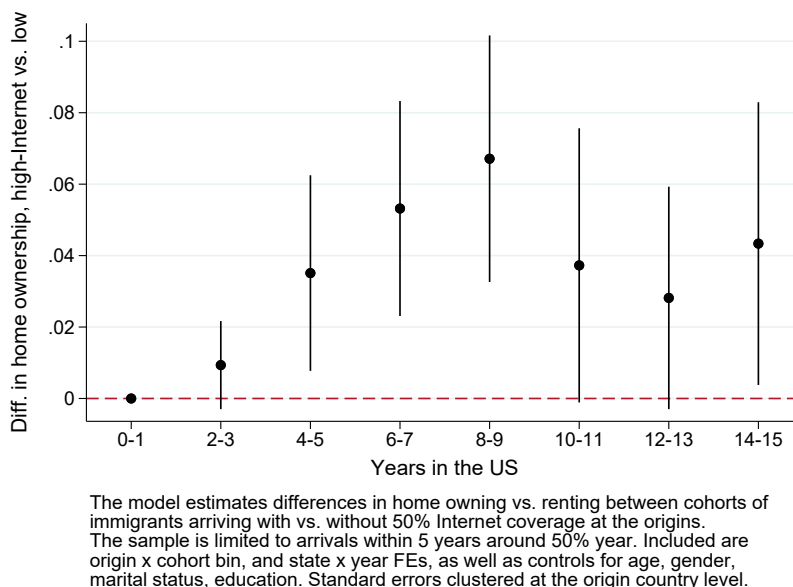 Diff. in home ownership, high-Internet vs. low
.1
.08
.06
.04
.02
0
0-1 2-3 4-5 6-7 8-9 10-11 12-13 14-15
Years in the US
The model estimates differences in home owning vs. renting between cohorts of
immigrants arriving with vs. without 50% Internet coverage at the origins.
The sample is limited to arrivals within 5 years around 50% year. Included are
origin x cohort bin, and state x year FEs, as well as controls for age, gender,
marital status, education. Standard errors clustered at the origin country level.